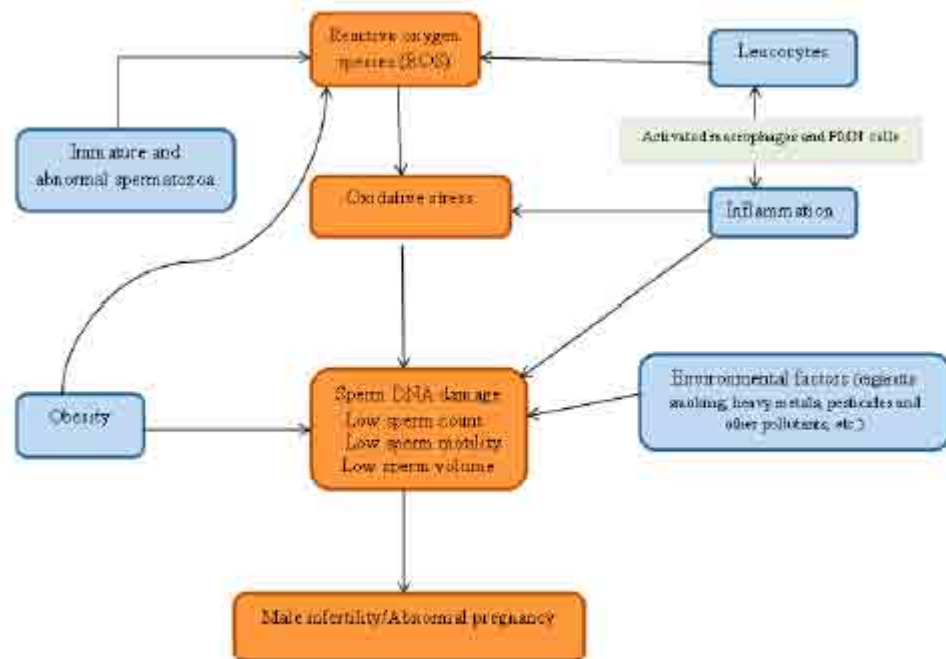 Reactive oxygen
species (ROS)
Leucocytes
Activated macrophages and PMN cells
Immature and
abnormal spermatozoa
Oxidative stress
Inflammation
Sperm DNA damage
Low sperm count
Low sperm motility
Low sperm volume
Environmental factors (cigarette
smoking, heavy metals, pesticides and
other pollutants, etc.)
Obesity
Male infertility/Abnormal pregnancy